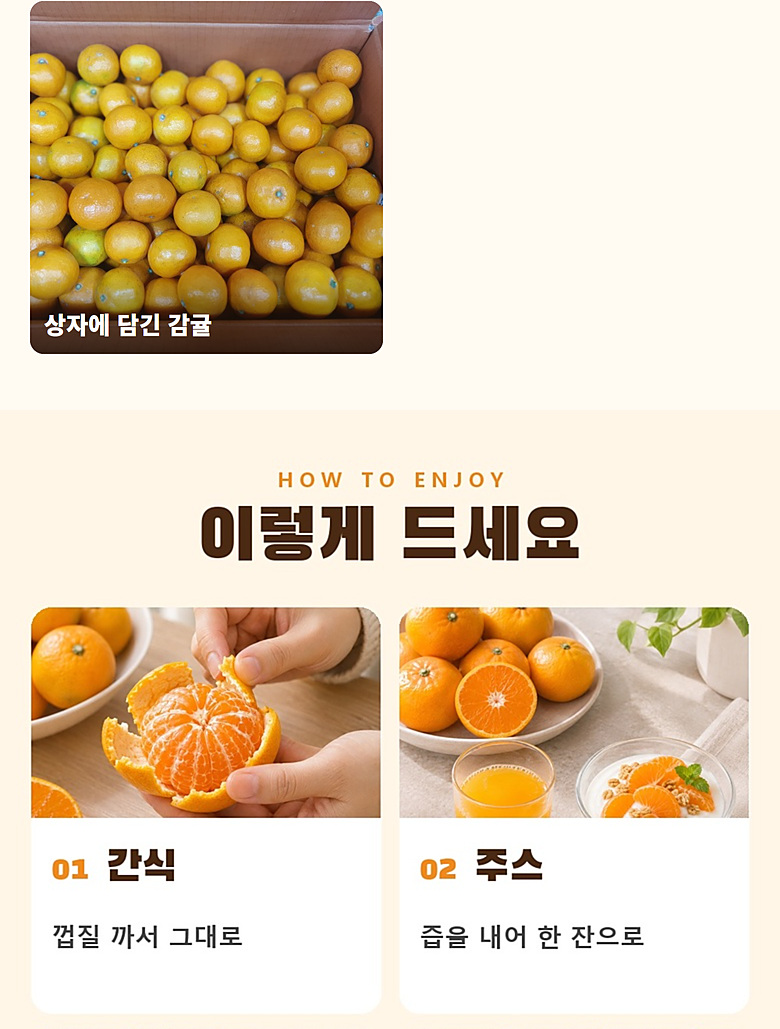 상자에 담긴 감귤
HOW TO ENJOY
이렇게 드세요
01 간식
껍질 까서 그대로
02 주스
즙을 내어 한 잔으로